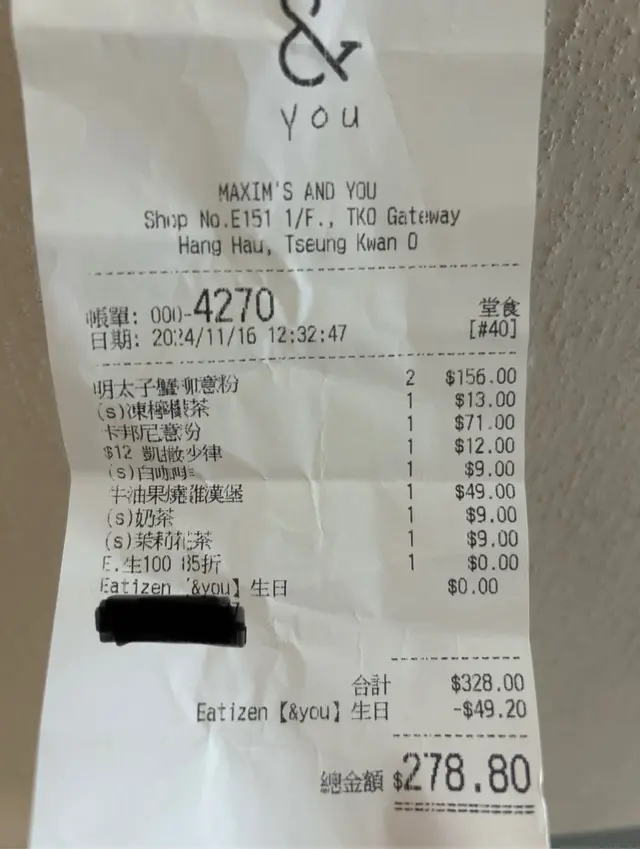 &
you
MAXIM'S AND YOU
Shop No.E151 1/F., TKO Gateway
Hang Hau, Tseung Kwan O
帳單: 000-4270 堂食
日期: 2024/11/16 12:32:47 [#40]
明太子蟹柳意粉 2 $156.00
(s)凍檸檬茶 1 $13.00
卡邦尼意粉 1 $71.00
$12 凱撒沙律 1 $12.00
(s)白咖啡 1 $9.00
牛油果燒雞漢堡 1 $49.00
(s)奶茶 1 $9.00
(s)茉莉花茶 1 $9.00
E.生100 85折 1 $0.00
Eatizen【&you】生日 $0.00
合計 $328.00
Eatizen【&you】生日 -$49.20
總金額 $278.80